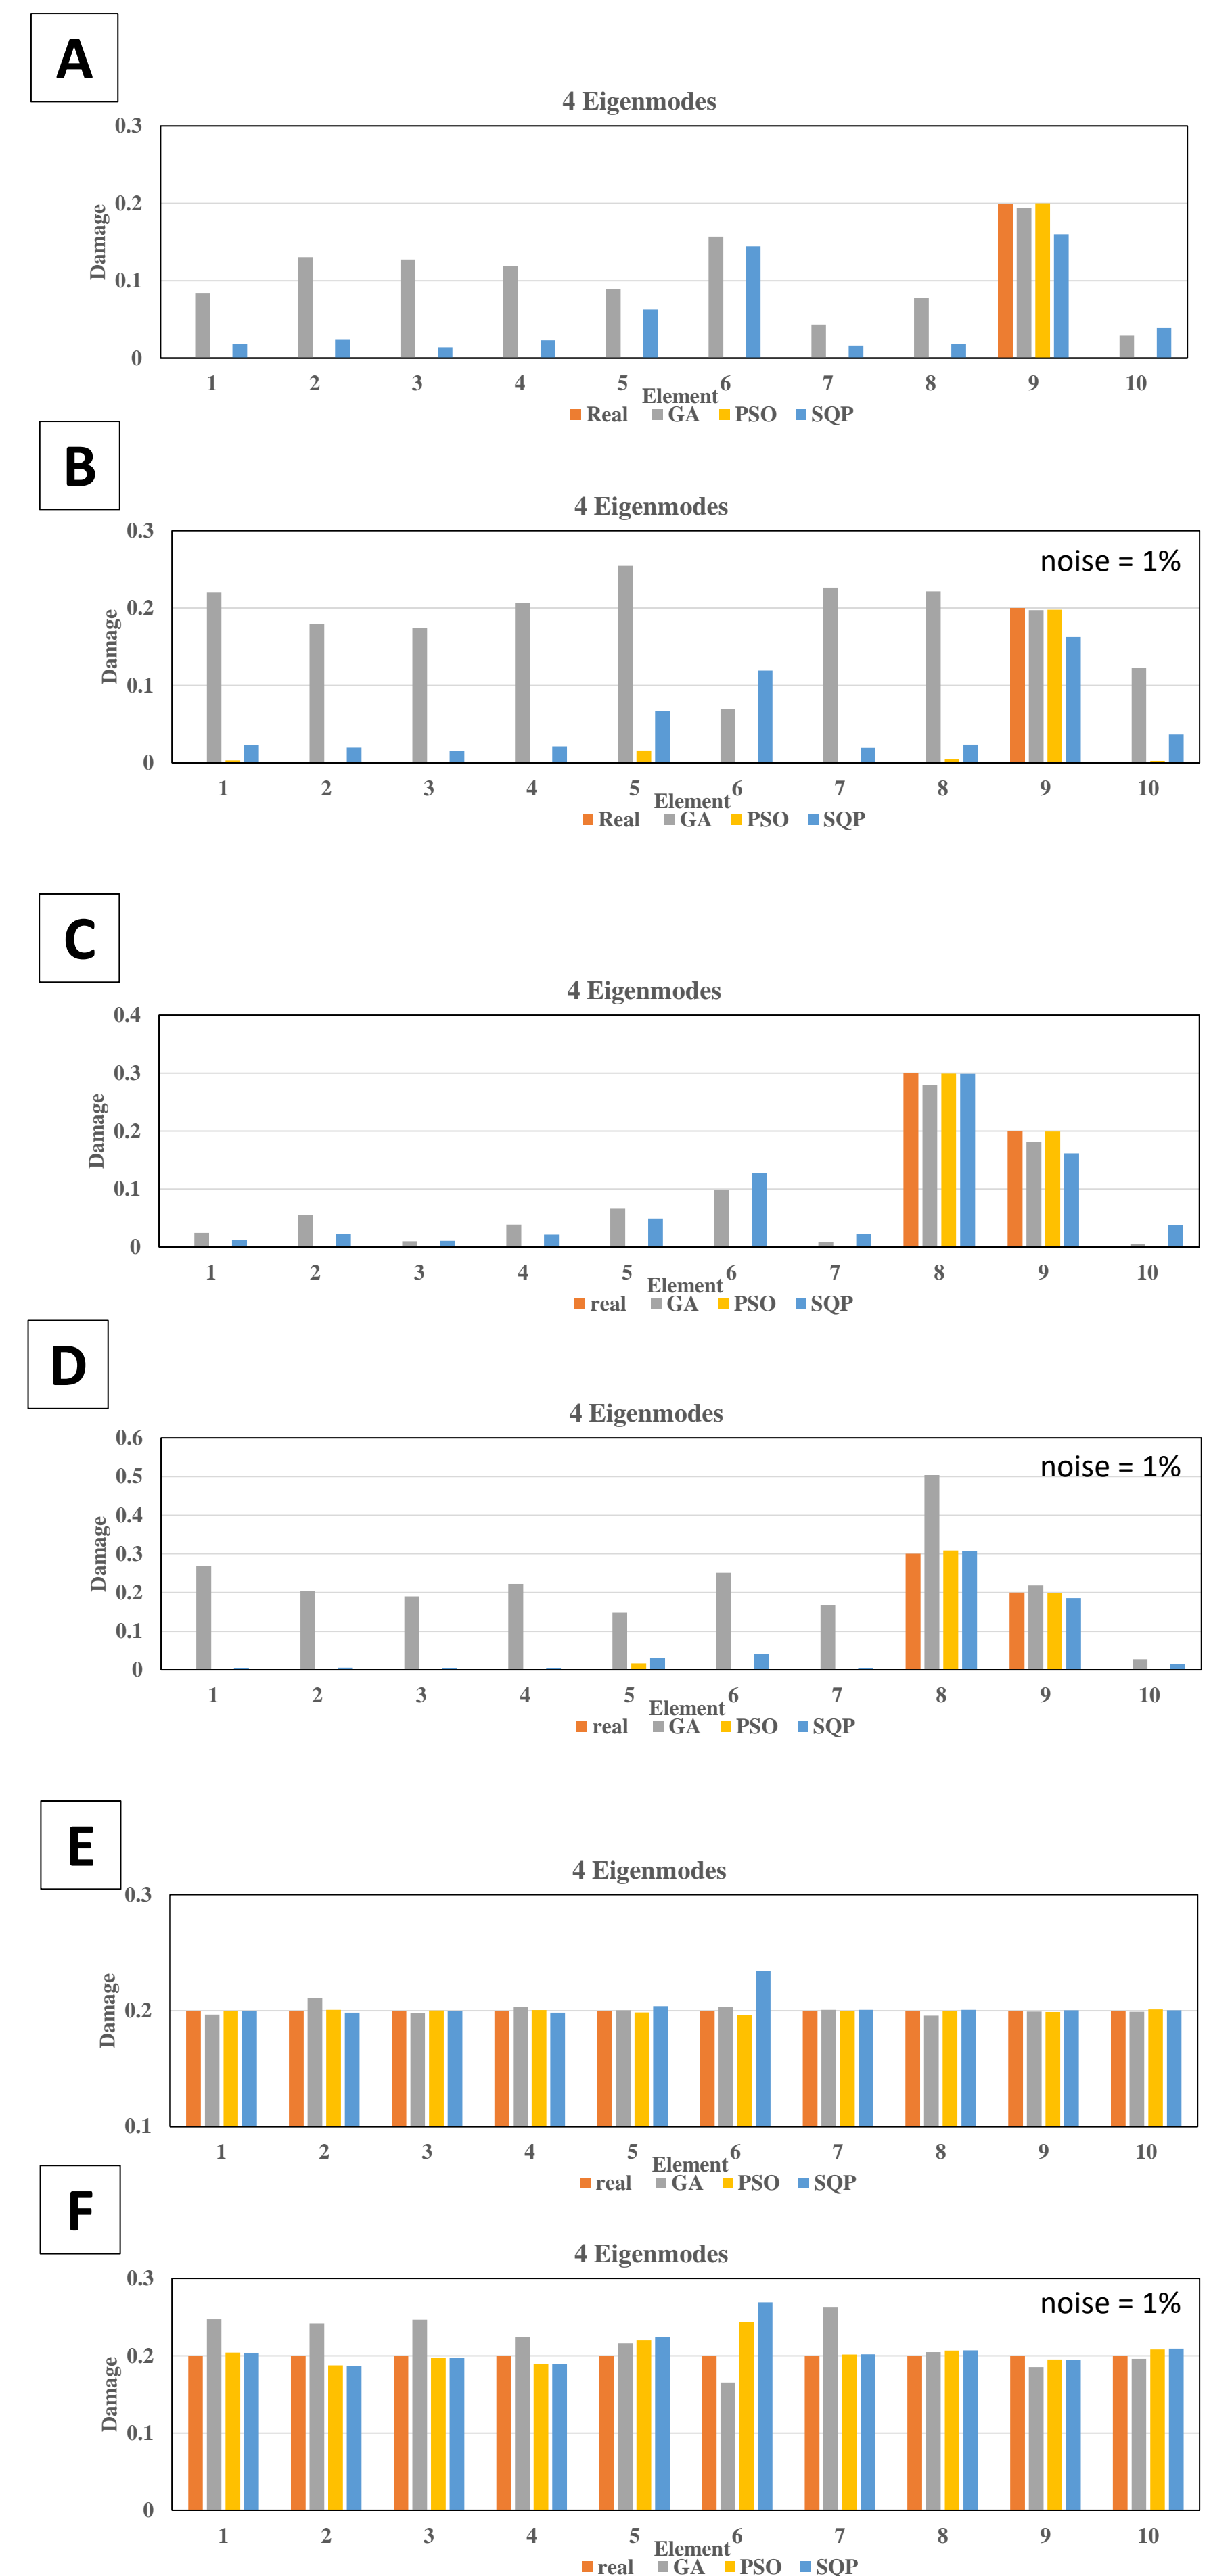 A
4 Eigenmodes
0.3
0.2
0.1
0
Damage
1 2 3 4 5 6 7 8 9 10
Element
Real GA PSO SQP
B
4 Eigenmodes
noise = 1%
0.3
0.2
0.1
0
Damage
1 2 3 4 5 6 7 8 9 10
Element
Real GA PSO SQP
C
4 Eigenmodes
0.4
0.3
0.2
0.1
0
Damage
1 2 3 4 5 6 7 8 9 10
Element
real GA PSO SQP
D
4 Eigenmodes
noise = 1%
0.6
0.5
0.4
0.3
0.2
0.1
0
Damage
1 2 3 4 5 6 7 8 9 10
Element
real GA PSO SQP
E
4 Eigenmodes
0.3
0.2
0.1
Damage
1 2 3 4 5 6 7 8 9 10
Element
real GA PSO SQP
F
4 Eigenmodes
noise = 1%
0.3
0.2
0.1
0
Damage
1 2 3 4 5 6 7 8 9 10
Element
real GA PSO SQP